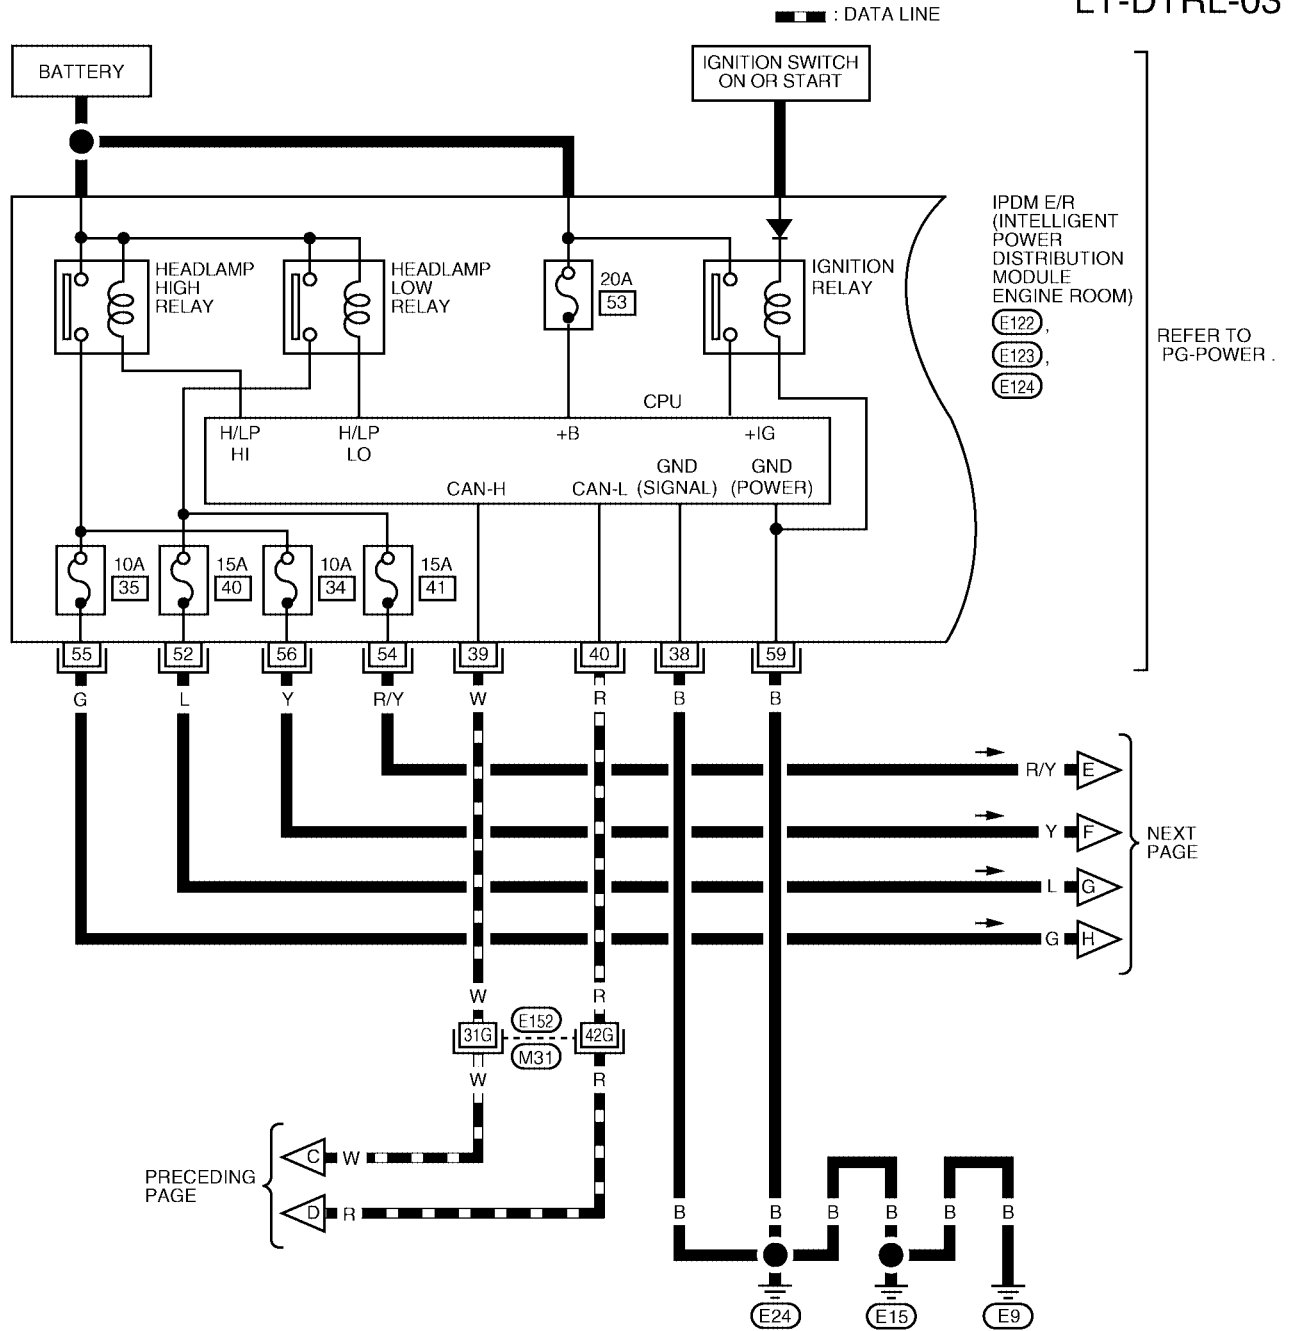 : DATA LINE
LT-DTRL-03
BATTERY
IGNITION SWITCH
ON OR START
IPDM E/R
(INTELLIGENT
POWER
DISTRIBUTION
MODULE
ENGINE ROOM)
E122 ,
E123 ,
E124
REFER TO
PG-POWER .
HEADLAMP
HIGH
RELAY
HEADLAMP
LOW
RELAY
20A
53
IGNITION
RELAY
CPU
H/LP
HI
H/LP
LO
+B
+IG
CAN-H
CAN-L
GND
(SIGNAL)
GND
(POWER)
10A
35
15A
40
10A
34
15A
41
55
52
56
54
39
40
38
59
G
L
Y
R/Y
W
R
B
B
R/Y
E
Y
F
L
G
G
H
NEXT
PAGE
W
R
31G
E152
M31
42G
W
R
PRECEDING
PAGE
C
W
D
R
B
B
B
B
B
B
E24
E15
E9